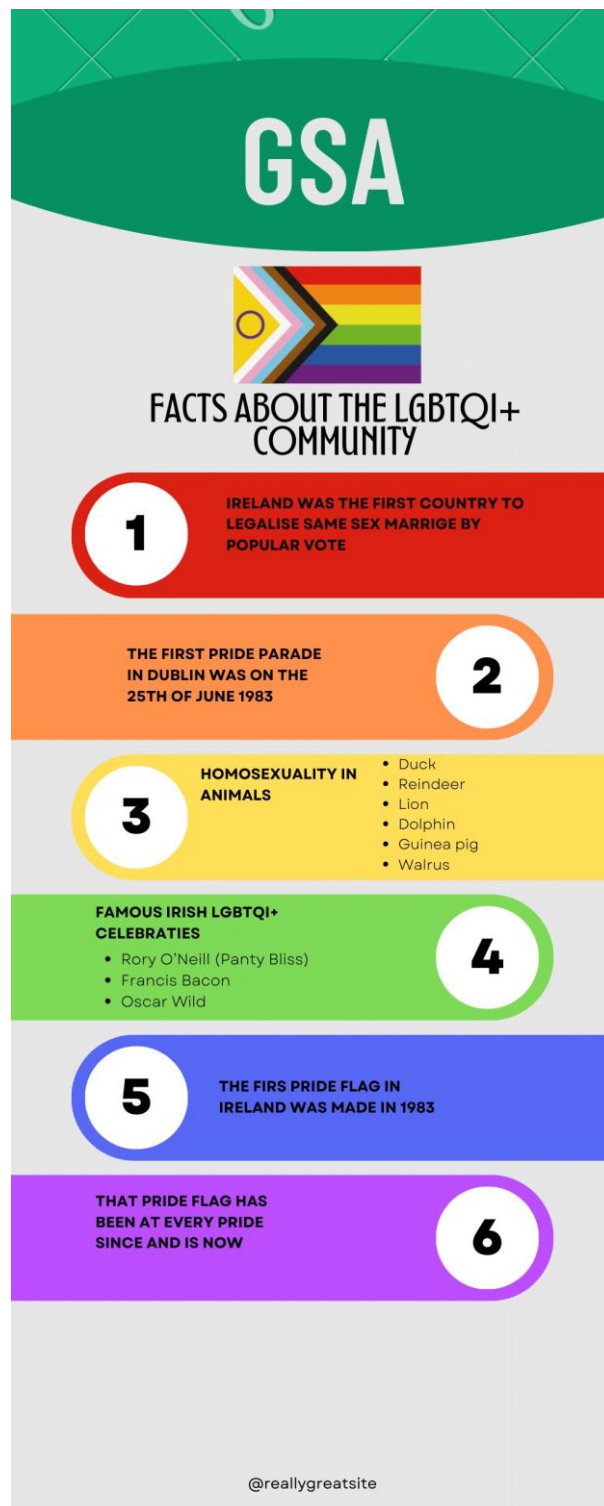 GSA
FACTS ABOUT THE LGBTQI+
COMMUNITY
1
IRELAND WAS THE FIRST COUNTRY TO
LEGALISE SAME SEX MARRIGE BY
POPULAR VOTE
THE FIRST PRIDE PARADE
IN DUBLIN WAS ON THE
25TH OF JUNE 1983
2
3
HOMOSEXUALITY IN
ANIMALS
• Duck
• Reindeer
• Lion
• Dolphin
• Guinea pig
• Walrus
FAMOUS IRISH LGBTQI+
CELEBRATIES
• Rory O'Neill (Panty Bliss)
• Francis Bacon
• Oscar Wild
4
5
THE FIRS PRIDE FLAG IN
IRELAND WAS MADE IN 1983
THAT PRIDE FLAG HAS
BEEN AT EVERY PRIDE
SINCE AND IS NOW
6
@reallygreatsite